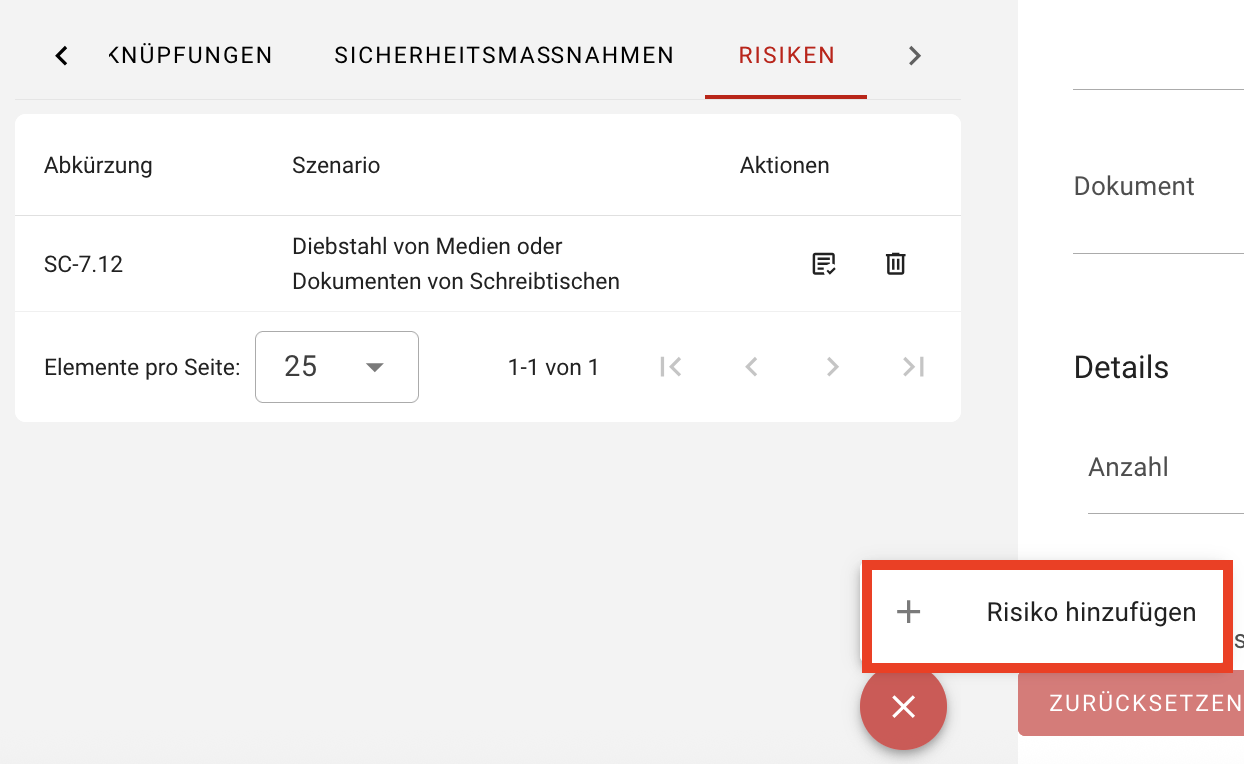 KNÜPFUNGEN SICHERHEITSMASSNAHMEN RISIKEN
Abkürzung Szenario Aktionen
SC-7.12 Diebstahl von Medien oder
Dokumenten von Schreibtischen
Elemente pro Seite: 25 1-1 von 1
Dokument
Details
Anzahl
Risiko hinzufügen
ZURÜCKSETZEN